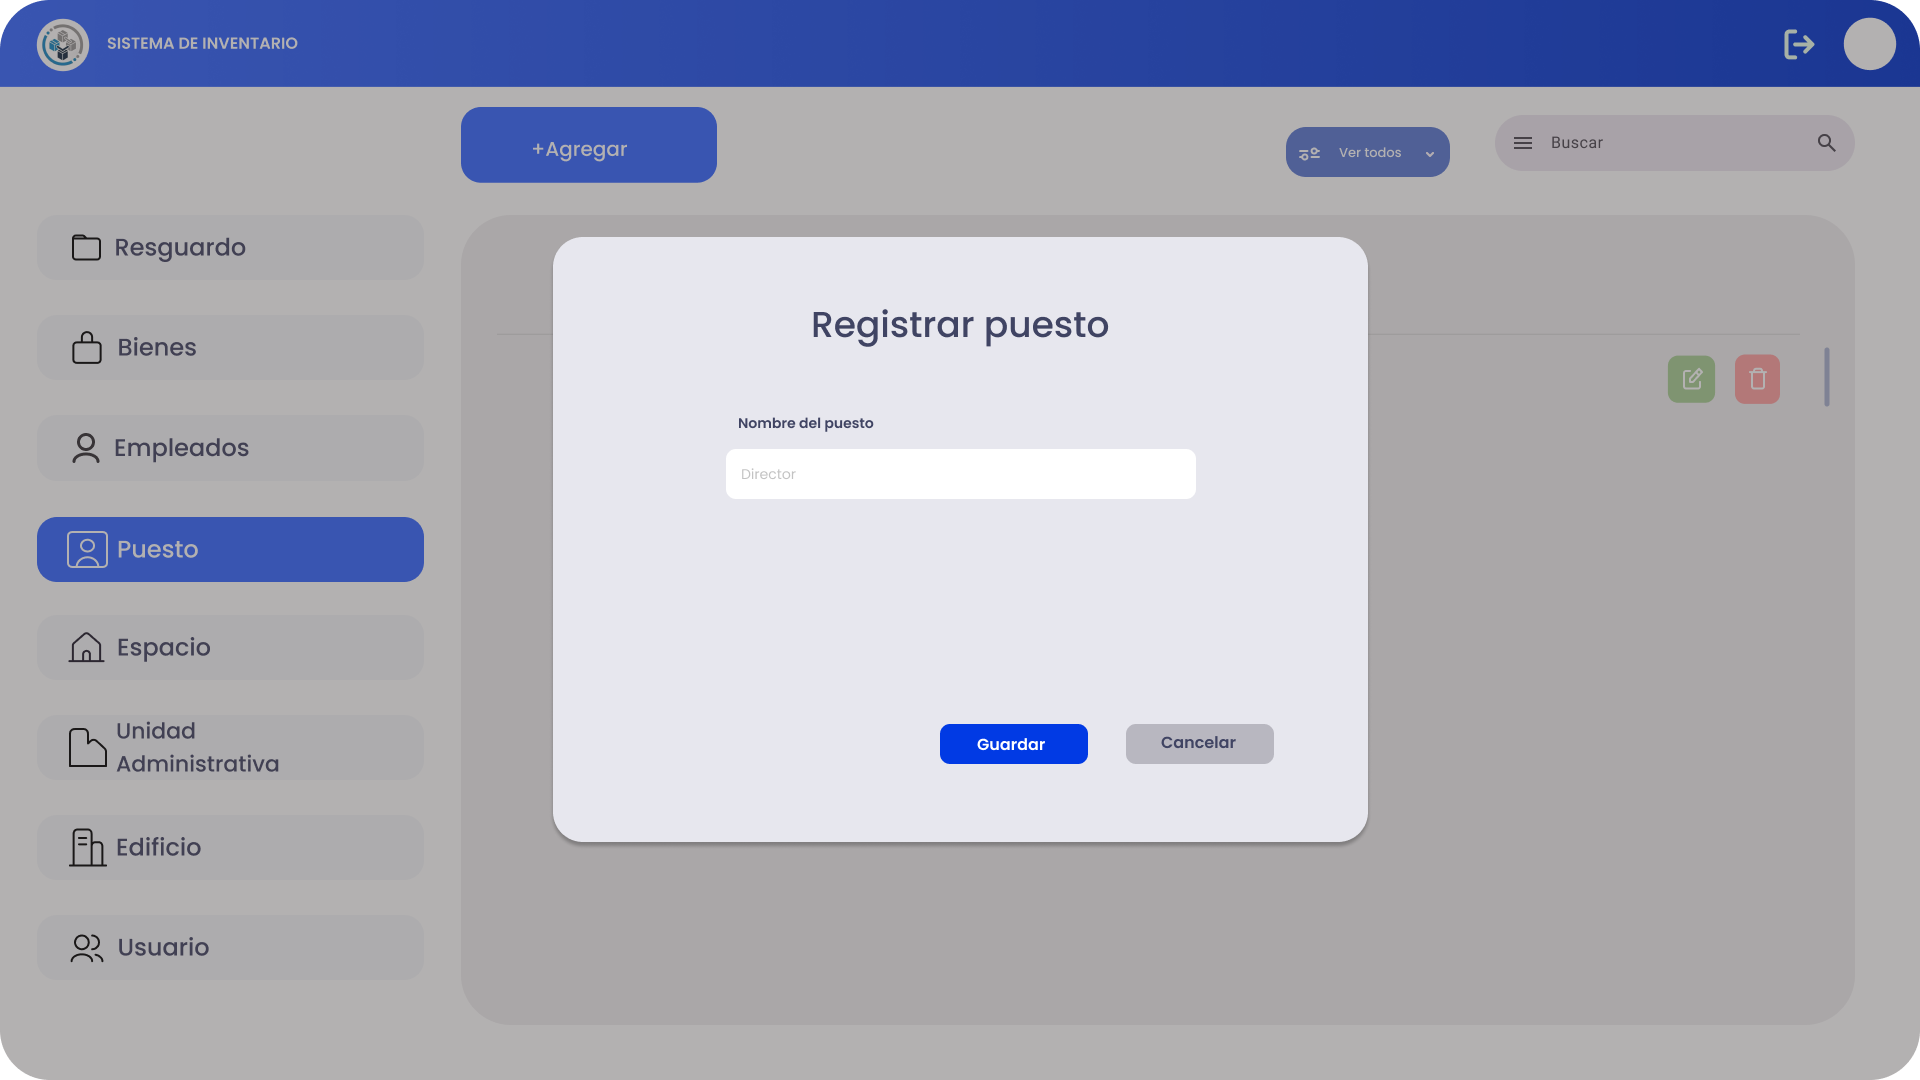 SISTEMA DE INVENTARIO
+Agregar
Ver todos
Buscar
Resguardo
Bienes
Empleados
Puesto
Espacio
Unidad
Administrativa
Edificio
Usuario
Registrar puesto
Nombre del puesto
Director
Guardar
Cancelar